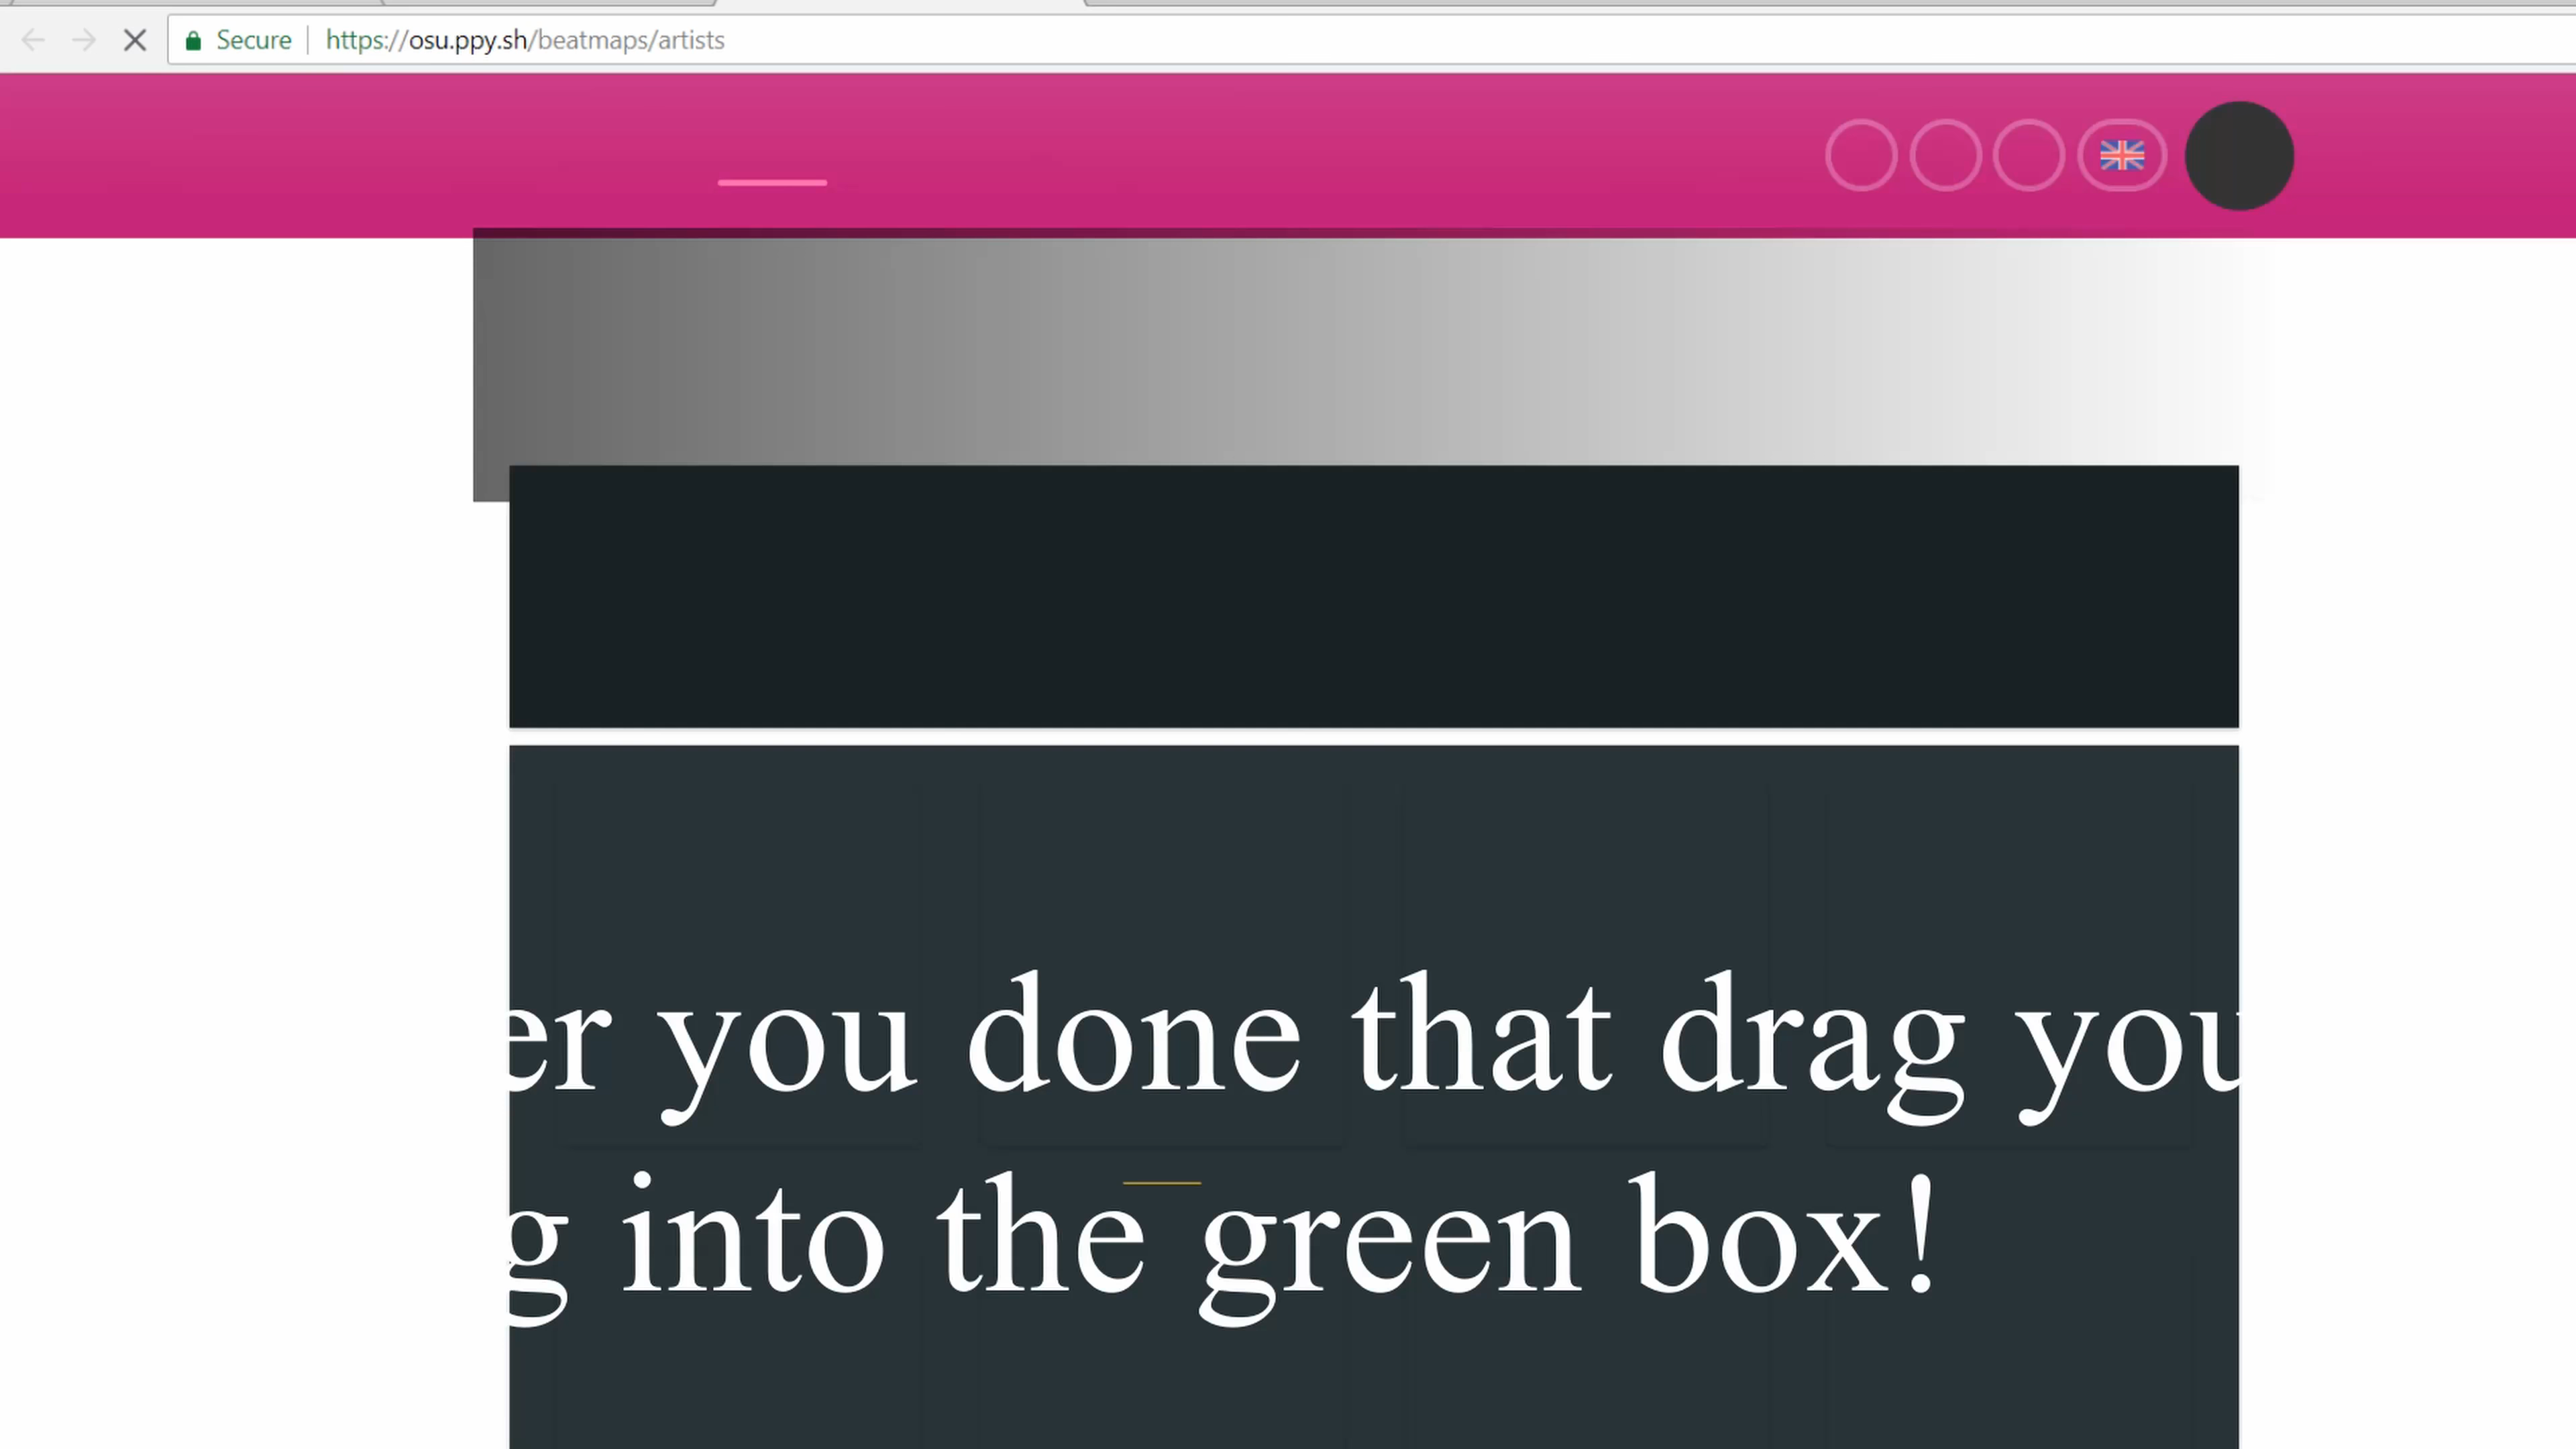 Secure https://osu.ppy.sh/beatmaps/artists
er you done that drag you
g into the green box!